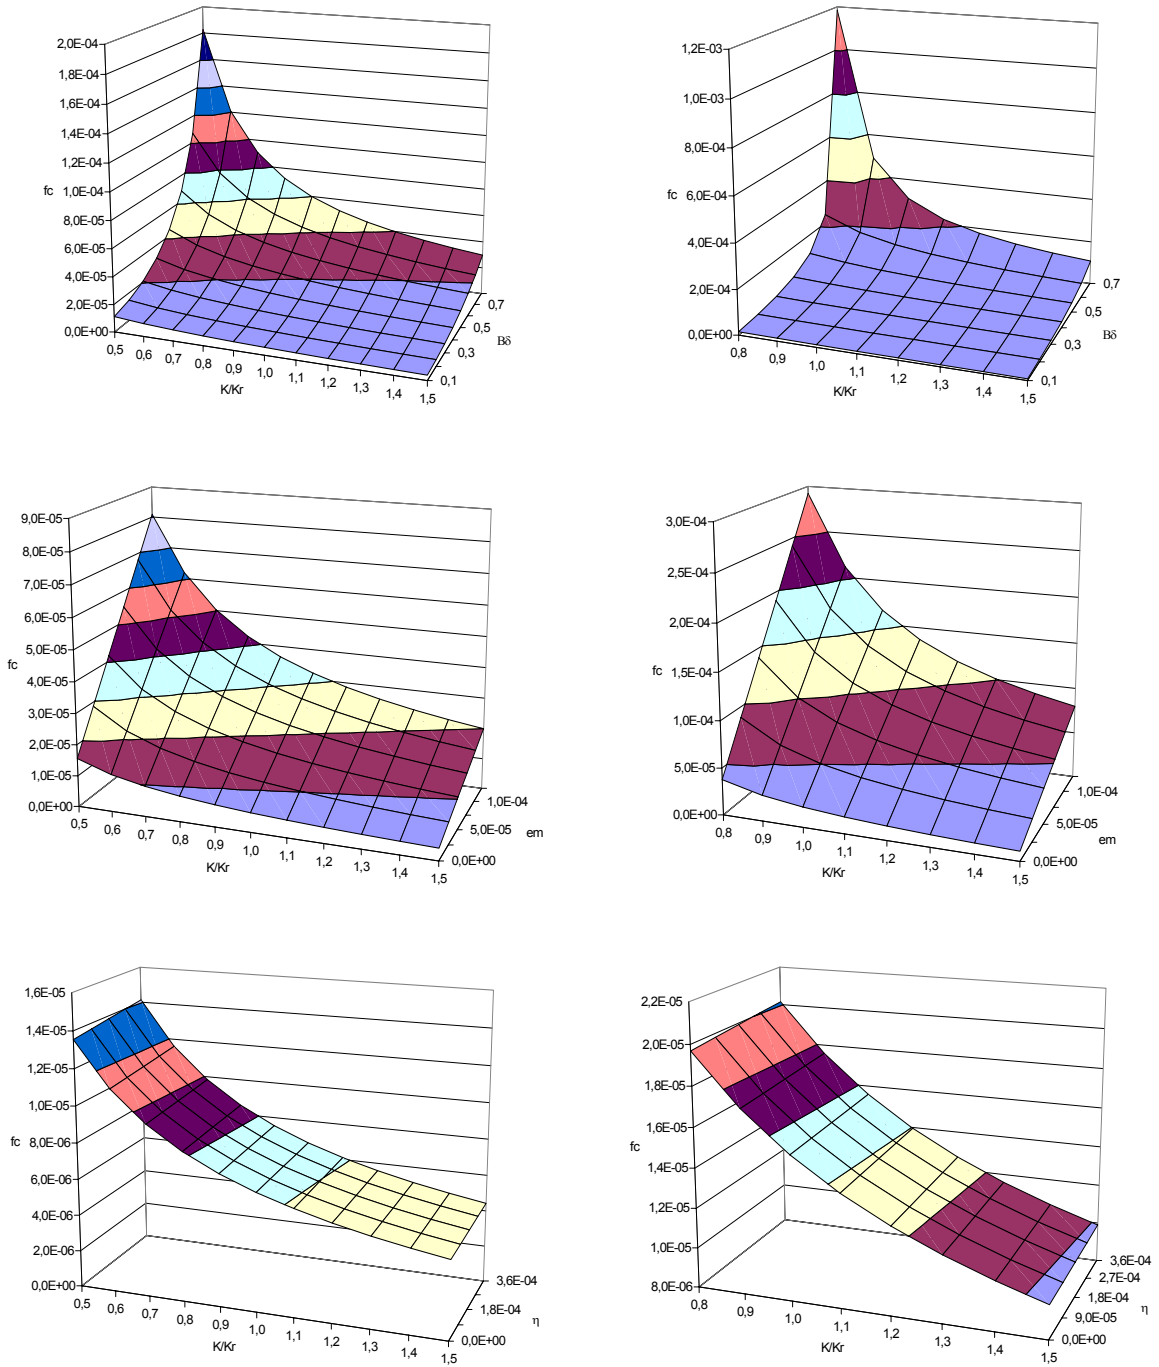 2,0E-04
1,8E-04
1,6E-04
1,4E-04
1,2E-04
fc 1,0E-04
8,0E-05
6,0E-05
4,0E-05
2,0E-05
0,0E+00
0,5 0,6 0,7 0,8 0,9 1,0 1,1 1,2 1,3 1,4 1,5
K/Kr
0,7
0,5
Bδ
0,3
0,1
1,2E-03
1,0E-03
8,0E-04
fc 6,0E-04
4,0E-04
2,0E-04
0,0E+00
0,8 0,9 1,0 1,1 1,2 1,3 1,4 1,5
K/Kr
0,7
0,5
Bδ
0,3
0,1
9,0E-05
8,0E-05
7,0E-05
6,0E-05
5,0E-05
fc
4,0E-05
3,0E-05
2,0E-05
1,0E-05
0,0E+00
0,5 0,6 0,7 0,8 0,9 1,0 1,1 1,2 1,3 1,4 1,5
K/Kr
1,0E-04
5,0E-05
em
0,0E+00
3,0E-04
2,5E-04
2,0E-04
fc 1,5E-04
1,0E-04
5,0E-05
0,0E+00
0,8 0,9 1,0 1,1 1,2 1,3 1,4 1,5
K/Kr
1,0E-04
5,0E-05
em
0,0E+00
1,6E-05
1,4E-05
1,2E-05
1,0E-05
fc 8,0E-06
6,0E-06
4,0E-06
2,0E-06
0,0E+00
0,5 0,6 0,7 0,8 0,9 1,0 1,1 1,2 1,3 1,4 1,5
K/Kr
3,6E-04
1,8E-04
η
0,0E+00
2,2E-05
2,0E-05
1,8E-05
1,6E-05
fc
1,4E-05
1,2E-05
1,0E-05
8,0E-06
0,8 0,9 1,0 1,1 1,2 1,3 1,4 1,5
K/Kr
3,6E-04
2,7E-04
1,8E-04
η
9,0E-05
0,0E+00